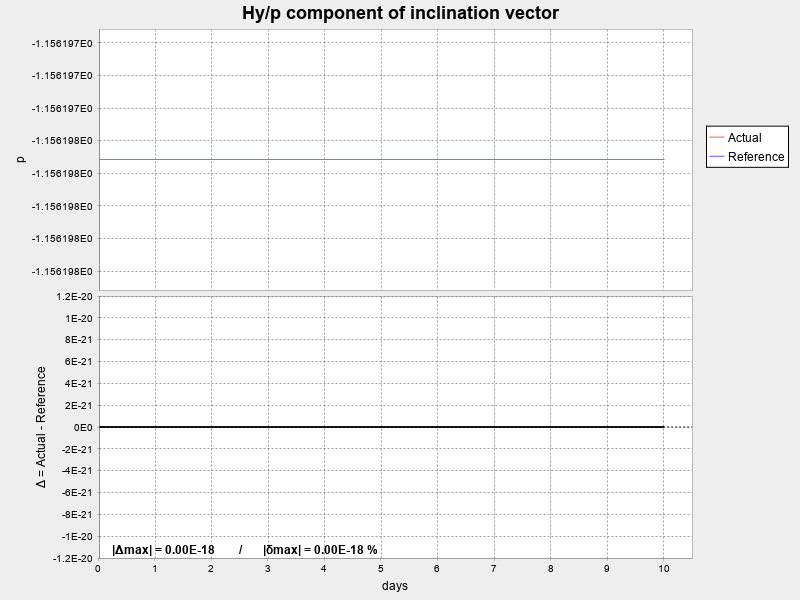 Hy/p component of inclination vector
-1.156197E0
-1.156197E0
-1.156197E0
-1.156198E0
-1.156198E0
-1.156198E0
-1.156198E0
-1.156198E0
p
Actual
Reference
1.2E-20
1E-20
8E-21
6E-21
4E-21
2E-21
0E0
-2E-21
-4E-21
-6E-21
-8E-21
-1E-20
-1.2E-20
Δ = Actual - Reference
|Δmax| = 0.00E-18 / |δmax| = 0.00E-18 %
0 1 2 3 4 5 6 7 8 9 10
days